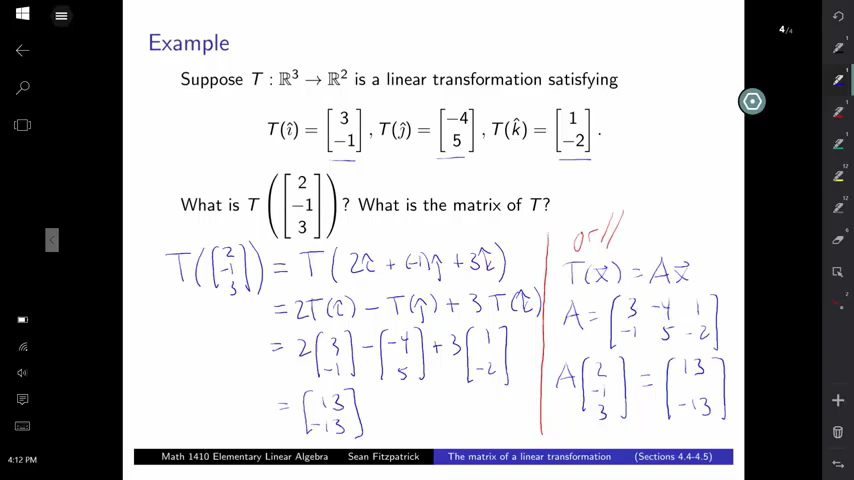 4/4
Example
Suppose T : ℝ³ → ℝ² is a linear transformation satisfying
T(î) = [3; -1], T(ĵ) = [-4; 5], T(k̂) = [1; -2].
What is T([2; -1; 3])? What is the matrix of T?
T([2; -1; 3]) = T(2î + (-1)ĵ + 3k̂)
= 2T(î) - T(ĵ) + 3T(k̂)
= 2[3; -1] - [-4; 5] + 3[1; -2]
= [13; -13]
or //
T(x⃗) = Ax⃗
A = [3 -4 1; -1 5 -2]
A[2; -1; 3] = [13; -13]
Math 1410 Elementary Linear Algebra Sean Fitzpatrick The matrix of a linear transformation (Sections 4.4-4.5)
4:12 PM